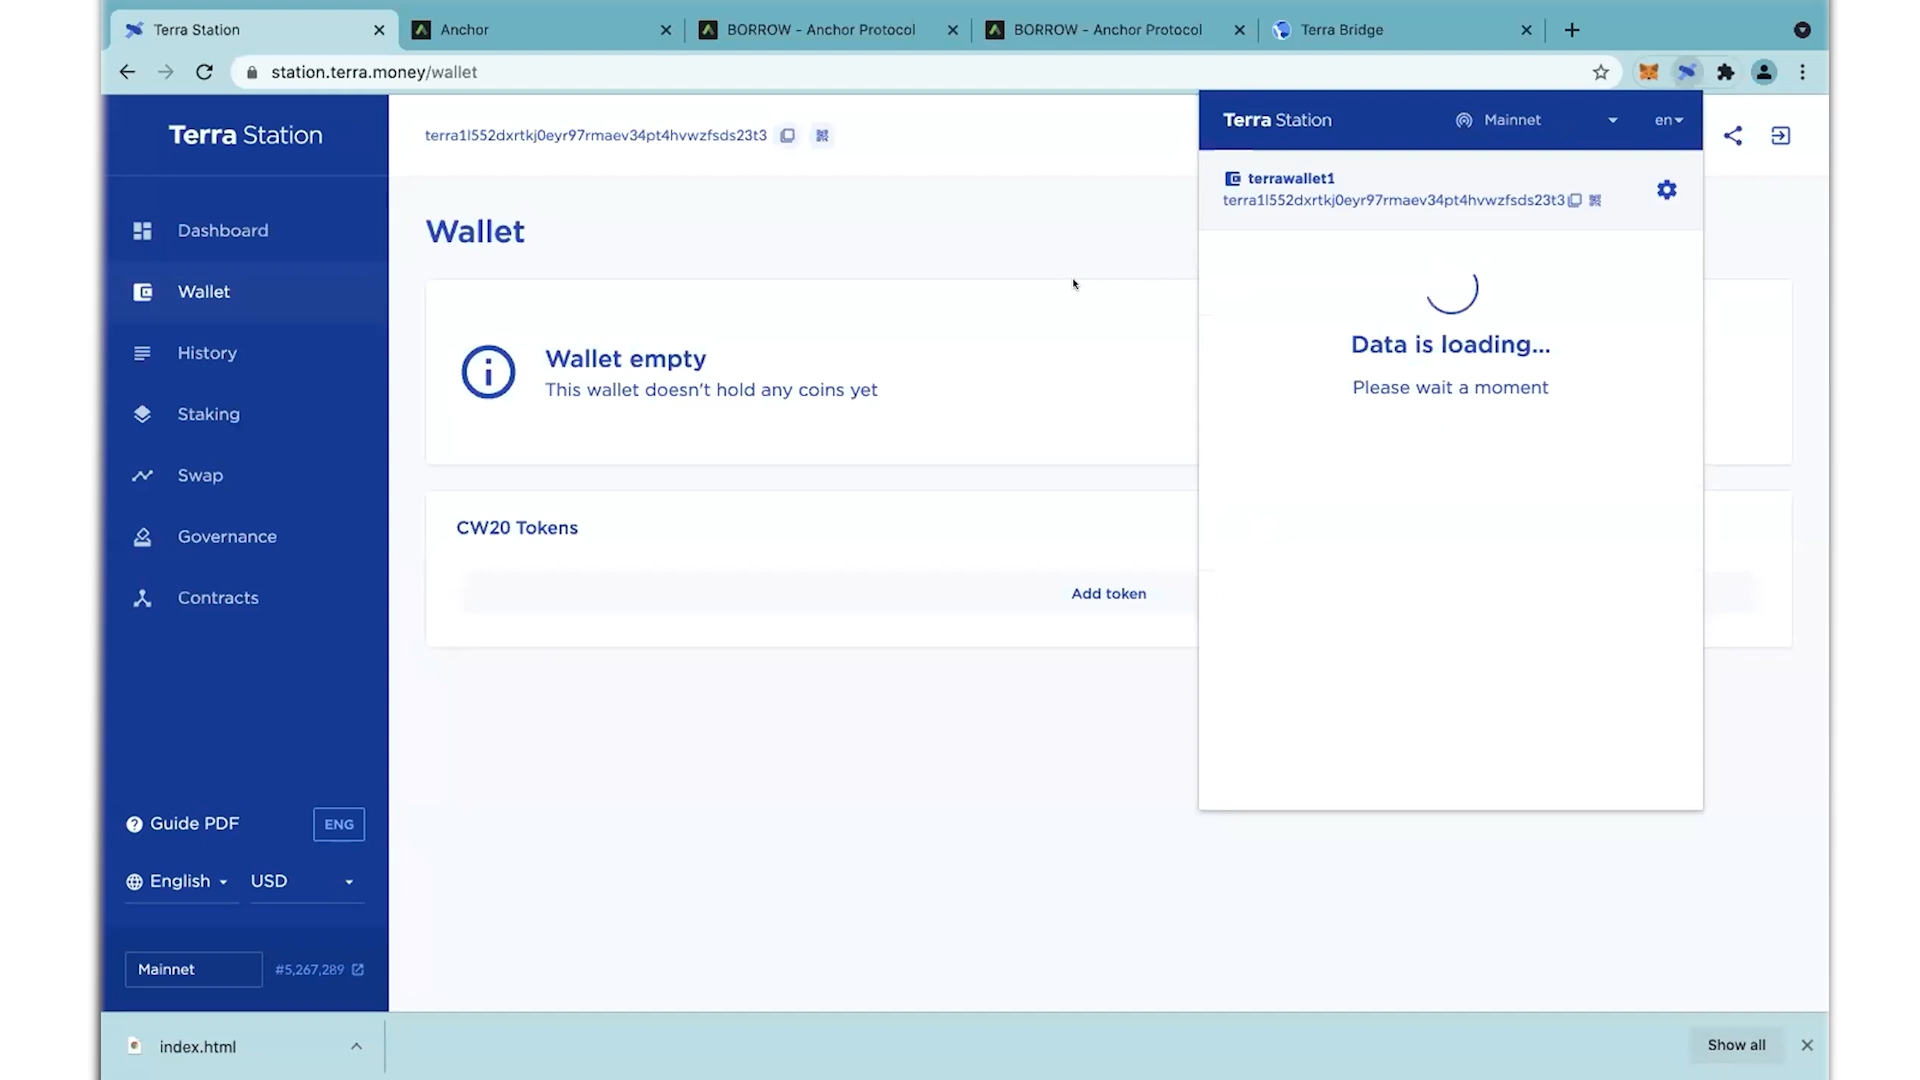 Terra Station
Anchor
BORROW - Anchor Protocol
BORROW - Anchor Protocol
Terra Bridge
station.terra.money/wallet
Terra Station
terra1l552dxrtkj0eyr97rmaev34pt4hvwzfsds23t3
Terra Station
Mainnet
en
terrawallet1
terra1l552dxrtkj0eyr97rmaev34pt4hvwzfsds23t3
Data is loading...
Please wait a moment
Dashboard
Wallet
History
Staking
Swap
Governance
Contracts
Wallet
Wallet empty
This wallet doesn't hold any coins yet
CW20 Tokens
Add token
Guide PDF
ENG
English
USD
Mainnet
#5,267,289
index.html
Show all